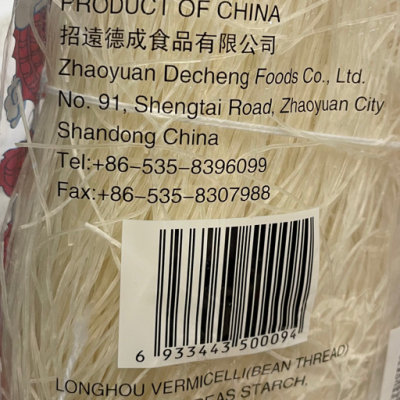 PRODUCT OF CHINA
招遠德成食品有限公司
Zhaoyuan Decheng Foods Co., Ltd.
No. 91, Shengtai Road, Zhaoyuan City
Shandong China
Tel:+86-535-8396099
Fax:+86-535-8307988
6 933443 500094
LONGHOU VERMICELLI(BEAN THREAD)
PEAS STARCH,